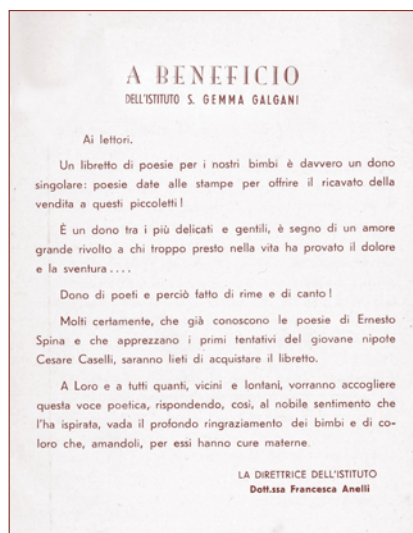 A BENEFICIO
DELL'ISTITUTO S. GEMMA GALGANI
Ai lettori.
Un libretto di poesie per i nostri bimbi è davvero un dono
singolare: poesie date alle stampe per offrire il ricavato della
vendita a questi piccoletti!
È un dono tra i più delicati e gentili, è segno di un amore
grande rivolto a chi troppo presto nella vita ha provato il dolore
e la sventura....
Dono di poeti e perciò fatto di rime e di canto!
Molti certamente, che già conoscono le poesie di Ernesto
Spina e che apprezzano i primi tentativi del giovane nipote
Cesare Caselli, saranno lieti di acquistare il libretto.
A Loro e a tutti quanti, vicini e lontani, vorranno accogliere
questa voce poetica, rispondendo, così, al nobile sentimento che
l'ha ispirata, vada il profondo ringraziamento dei bimbi e di co-
loro che, amandoli, per essi hanno cure materne.
LA DIRETTRICE DELL'ISTITUTO
Dott.ssa Francesca Anelli